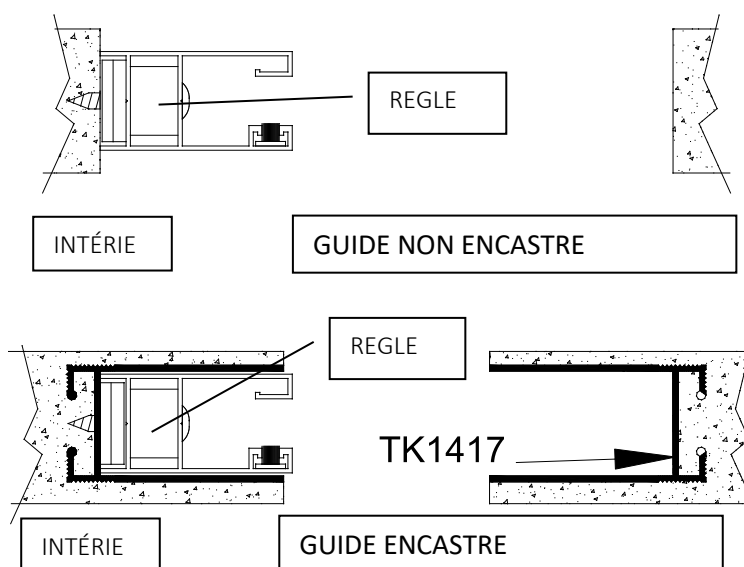 REGLE
INTÉRIE
GUIDE NON ENCASTRE
REGLE
TK1417
INTÉRIE
GUIDE ENCASTRE